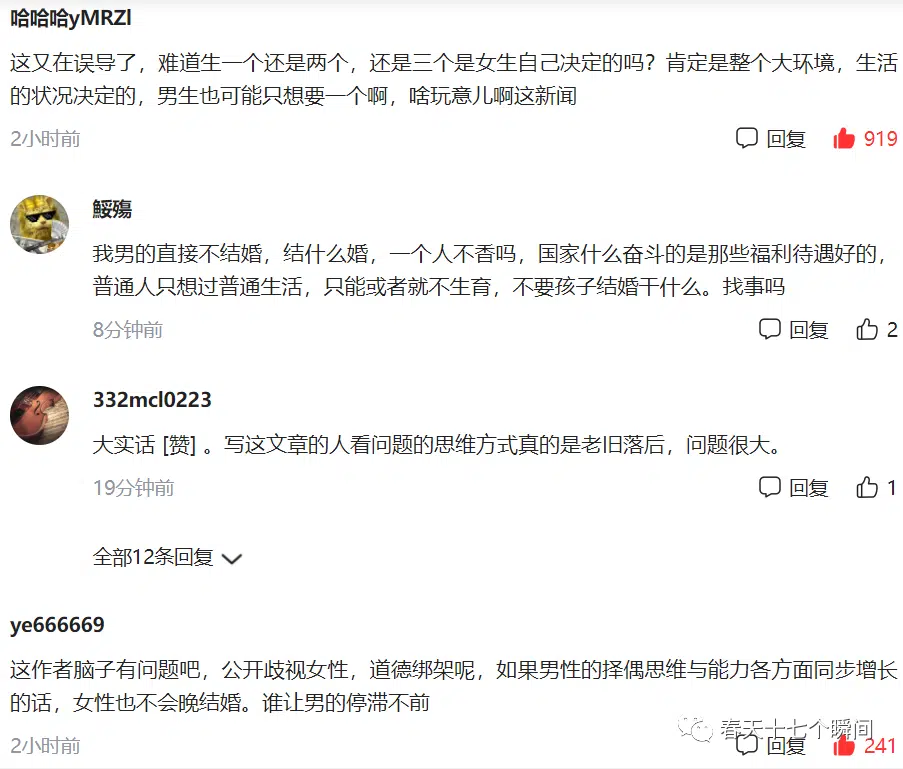 哈哈哈yMRZl
这又在误导了，难道生一个还是两个，还是三个是女生自己决定的吗？肯定是整个大环境，生活
的状况决定的，男生也可能只想要一个啊，啥玩意儿啊这新闻
2小时前
回复 919
鮾殤
我男的直接不结婚，结什么婚，一个人不香吗，国家什么奋斗的是那些福利待遇好的，
普通人只想过普通生活，只能或者就不生育，不要孩子结婚干什么。找事吗
8分钟前
回复 2
332mcl0223
大实话 [赞] 。写这文章的人看问题的思维方式真的是老旧落后，问题很大。
19分钟前
回复 1
全部12条回复
ye666669
这作者脑子有问题吧，公开歧视女性，道德绑架呢，如果男性的择偶思维与能力各方面同步增长
的话，女性也不会晚结婚。谁让男的停滞不前
春天十七个瞬间
2小时前
回复 241